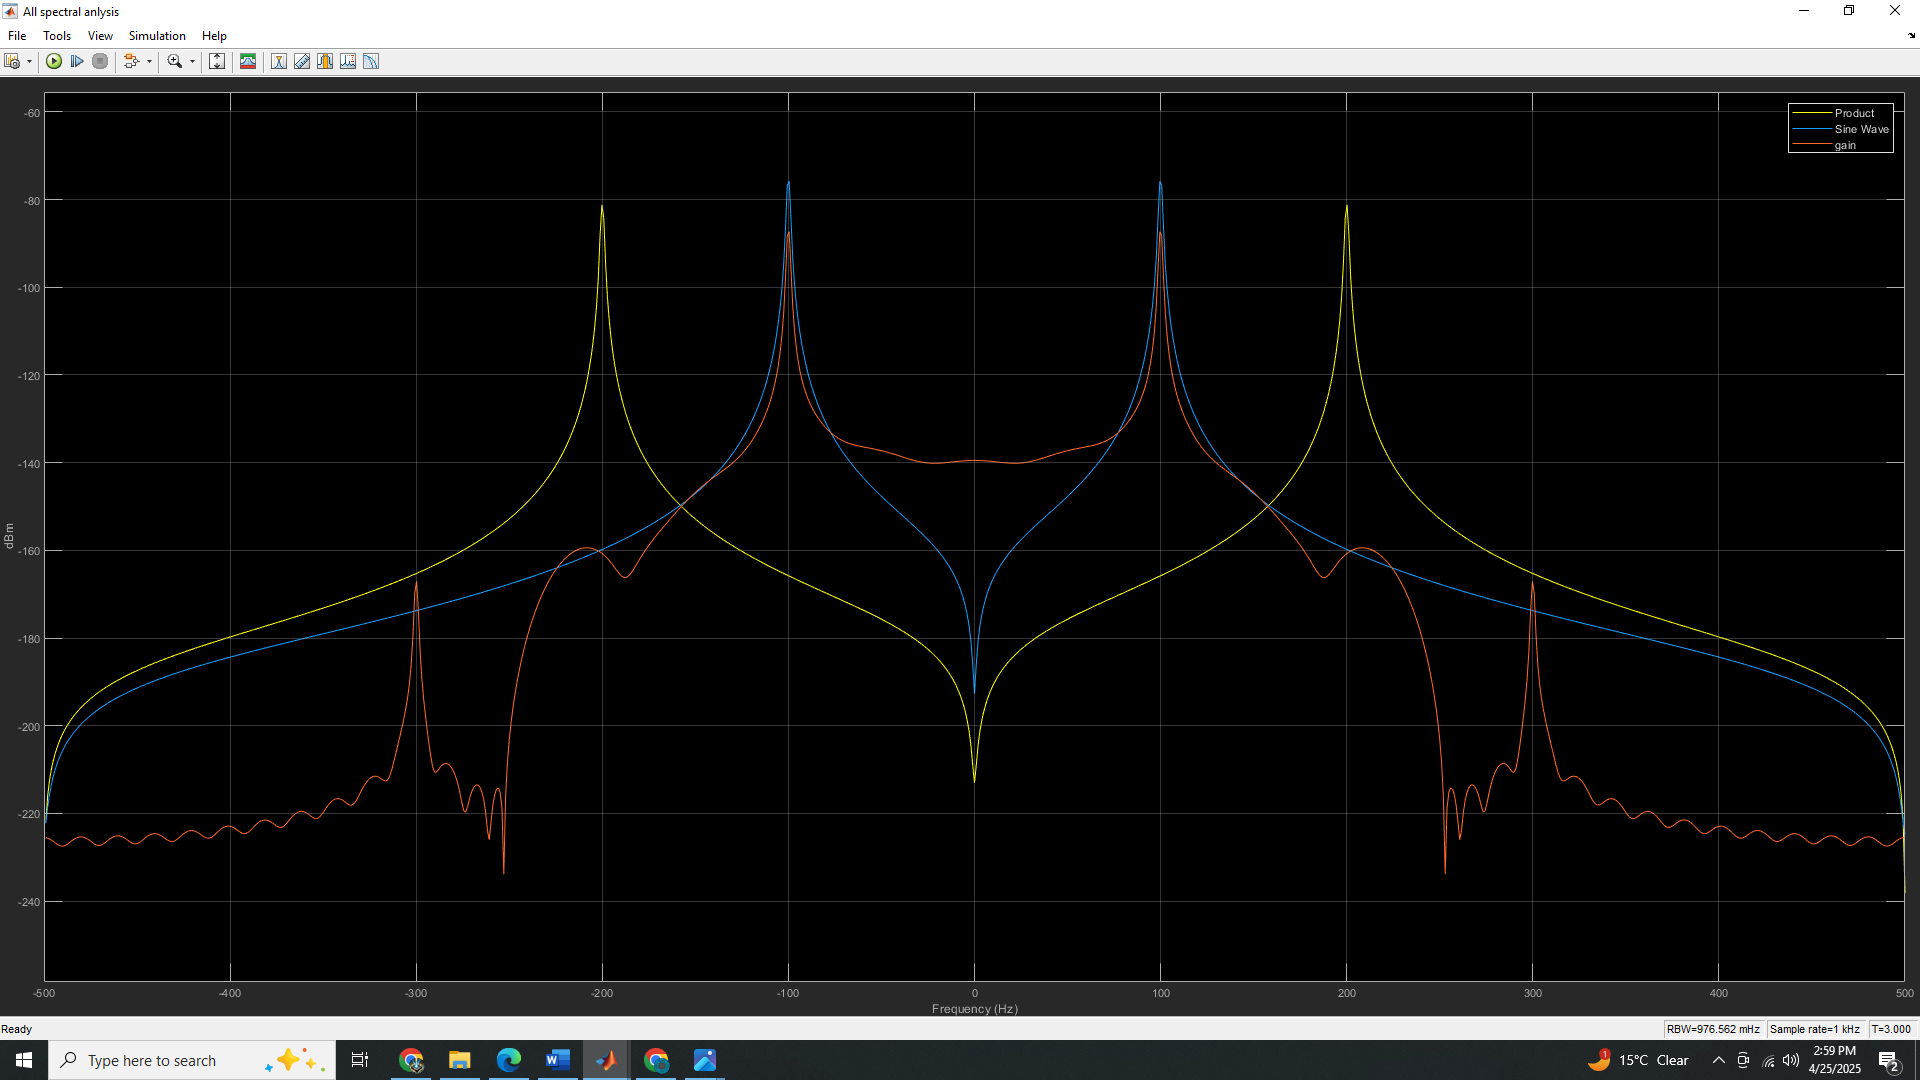 All spectral anlysis
File Tools View Simulation Help
Product
Sine Wave
gain
-60
-80
-100
-120
-140
-160
-180
-200
-220
-240
dBm
-500 -400 -300 -200 -100 0 100 200 300 400 500
Frequency (Hz)
Ready
RBW=976.562 mHz Sample rate=1 kHz T=3.000
Type here to search
1
15°C Clear
2:59 PM
4/25/2025
2